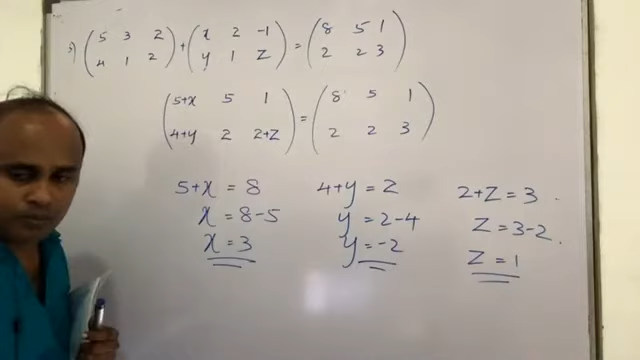 5) (5 3 2 + (x 2 -1 = (8 5 1
4 1 2) y 1 z) 2 2 3)
(5+x 5 1 = (8 5 1
4+y 2 2+z) 2 2 3)
5+x = 8 4+y = 2 2+z = 3
x = 8-5 y = 2-4 z = 3-2
x = 3 y = -2 z = 1